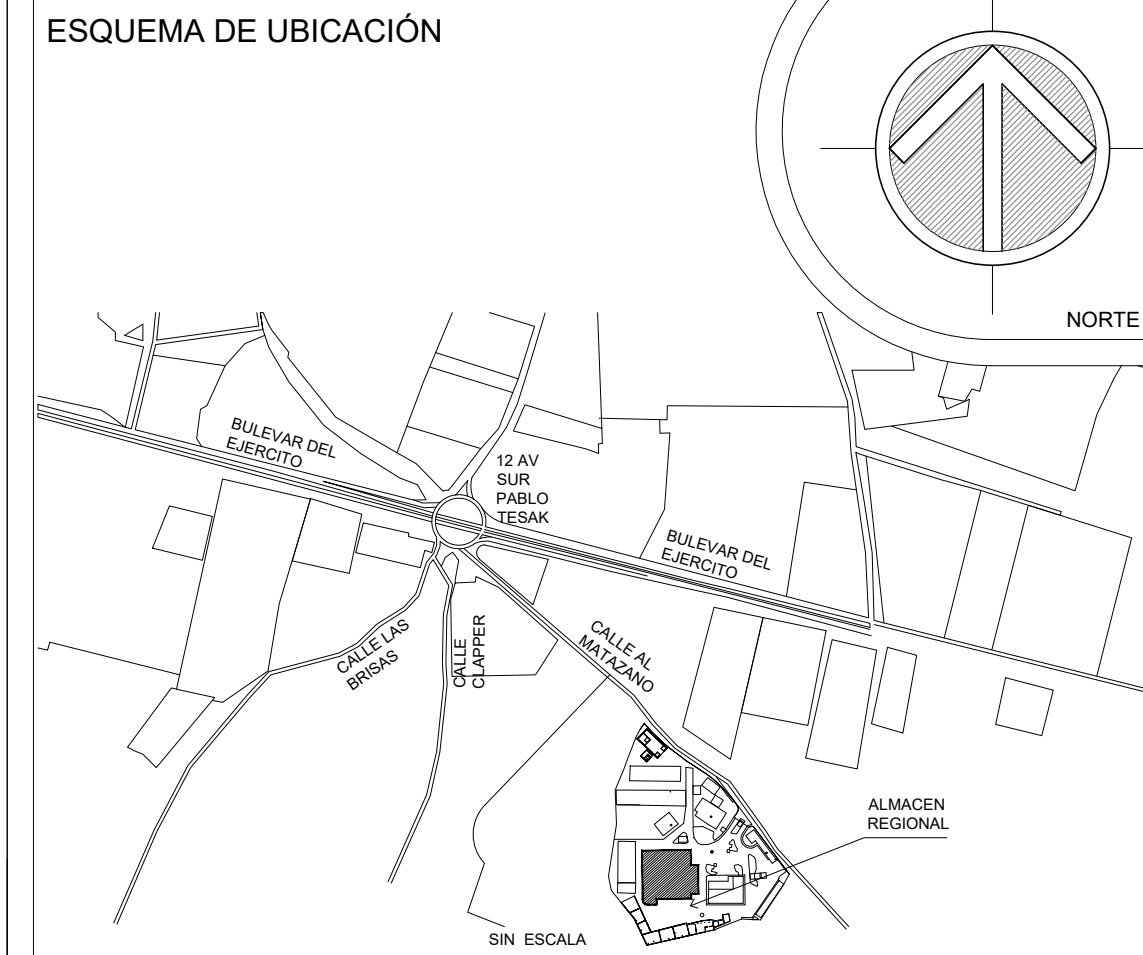 ESQUEMA DE UBICACIÓN
NORTE
BULEVAR DEL
EJERCITO
12 AV
SUR
PABLO
TESAK
BULEVAR DEL
EJERCITO
CALLE LAS
BRISAS
CALLE
CLAPPER
CALLE AL
MATAZANO
ALMACEN
REGIONAL
SIN ESCALA